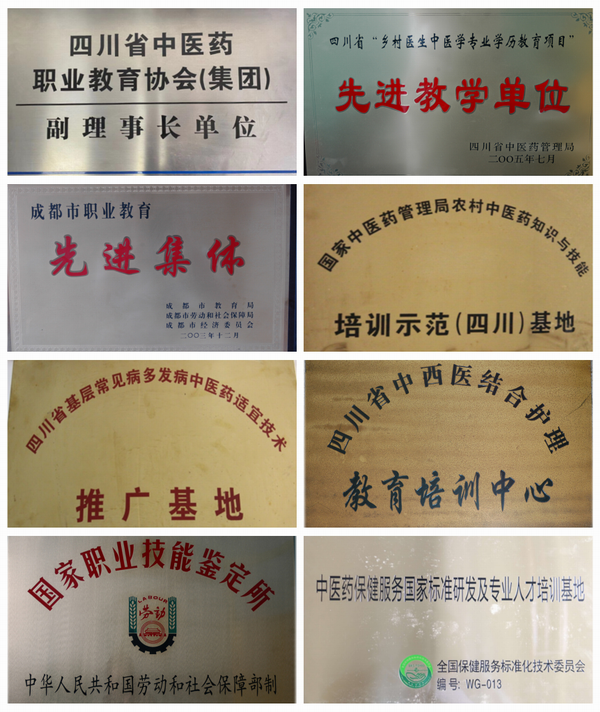 四川省中医药
职业教育协会(集团)
副理事长单位
四川省“乡村医生中医学专业学历教育项目”
先进教学单位
四川省中医药管理局
二〇〇五年七月
成都市职业教育
先进集体
成都市教育局
成都市劳动和社会保障局
成都市经济委员会
二〇〇三年十二月
国家中医药管理局农村中医药知识与技能
培训示范(四川)基地
四川省基层常见病多发病中医药适宜技术
推广基地
四川省中西医结合护理
教育培训中心
国家职业技能鉴定所
LABOUR
劳动
中华人民共和国劳动和社会保障部制
中医药保健服务国家标准研发及专业人才培训基地
全国保健服务标准化技术委员会
编号: WG-013